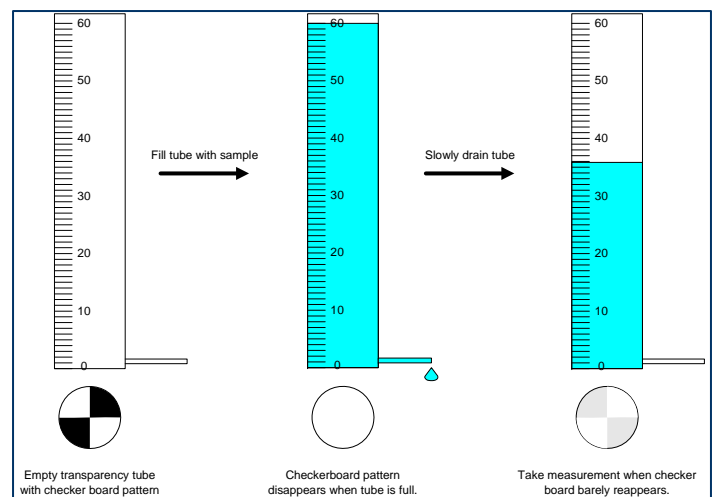 60
50
40
30
20
10
0
Fill tube with sample
60
50
40
30
20
10
0
Slowly drain tube
60
50
40
30
20
10
0
Empty transparency tube
with checker board pattern
Checkerboard pattern
disappears when tube is full.
Take measurement when checker
board barely reappears.